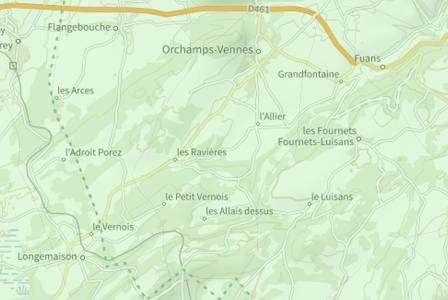 D461
Flangebouche
Orchamps-Vennes
Fuans
Grandfontaine
les Arces
l'Allier
les Fournets
Fournets-Luisans
l'Adroit Porez
les Ravières
le Petit Vernois
le Luisans
les Allais dessus
le Vernois
Longemaison